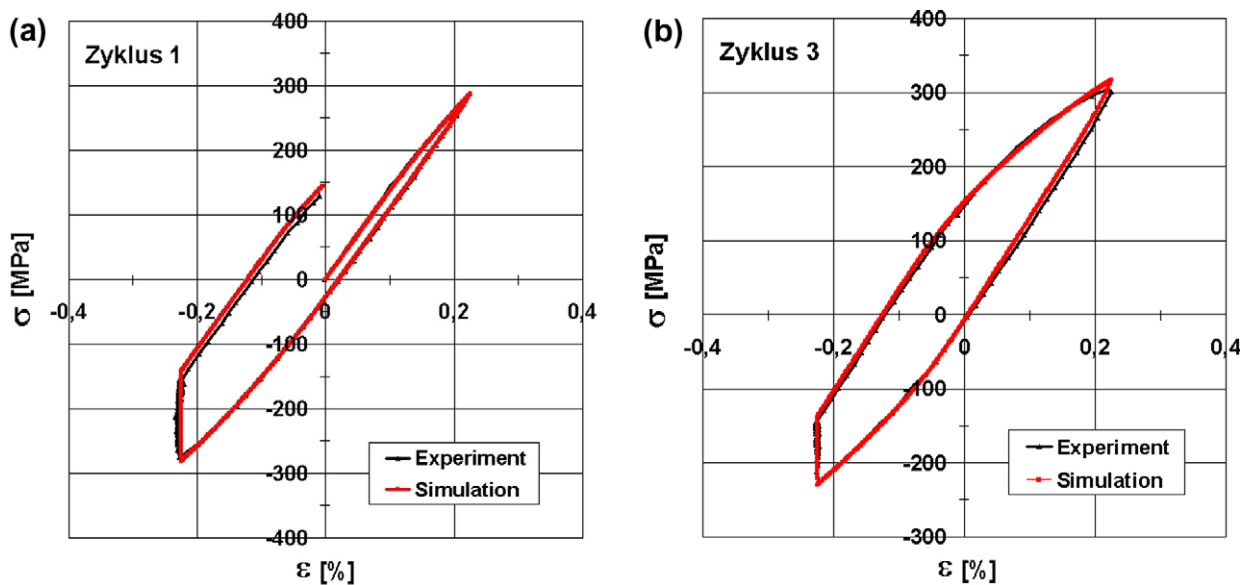 (a)
Zyklus 1
400
300
200
100
0
-100
-200
-300
-400
-0,4
-0,2
0
0,2
0,4
σ [MPa]
ε [%]
Experiment
Simulation
(b)
Zyklus 3
400
300
200
100
0
-100
-200
-300
-0,4
-0,2
0
0,2
0,4
σ [MPa]
ε [%]
Experiment
Simulation